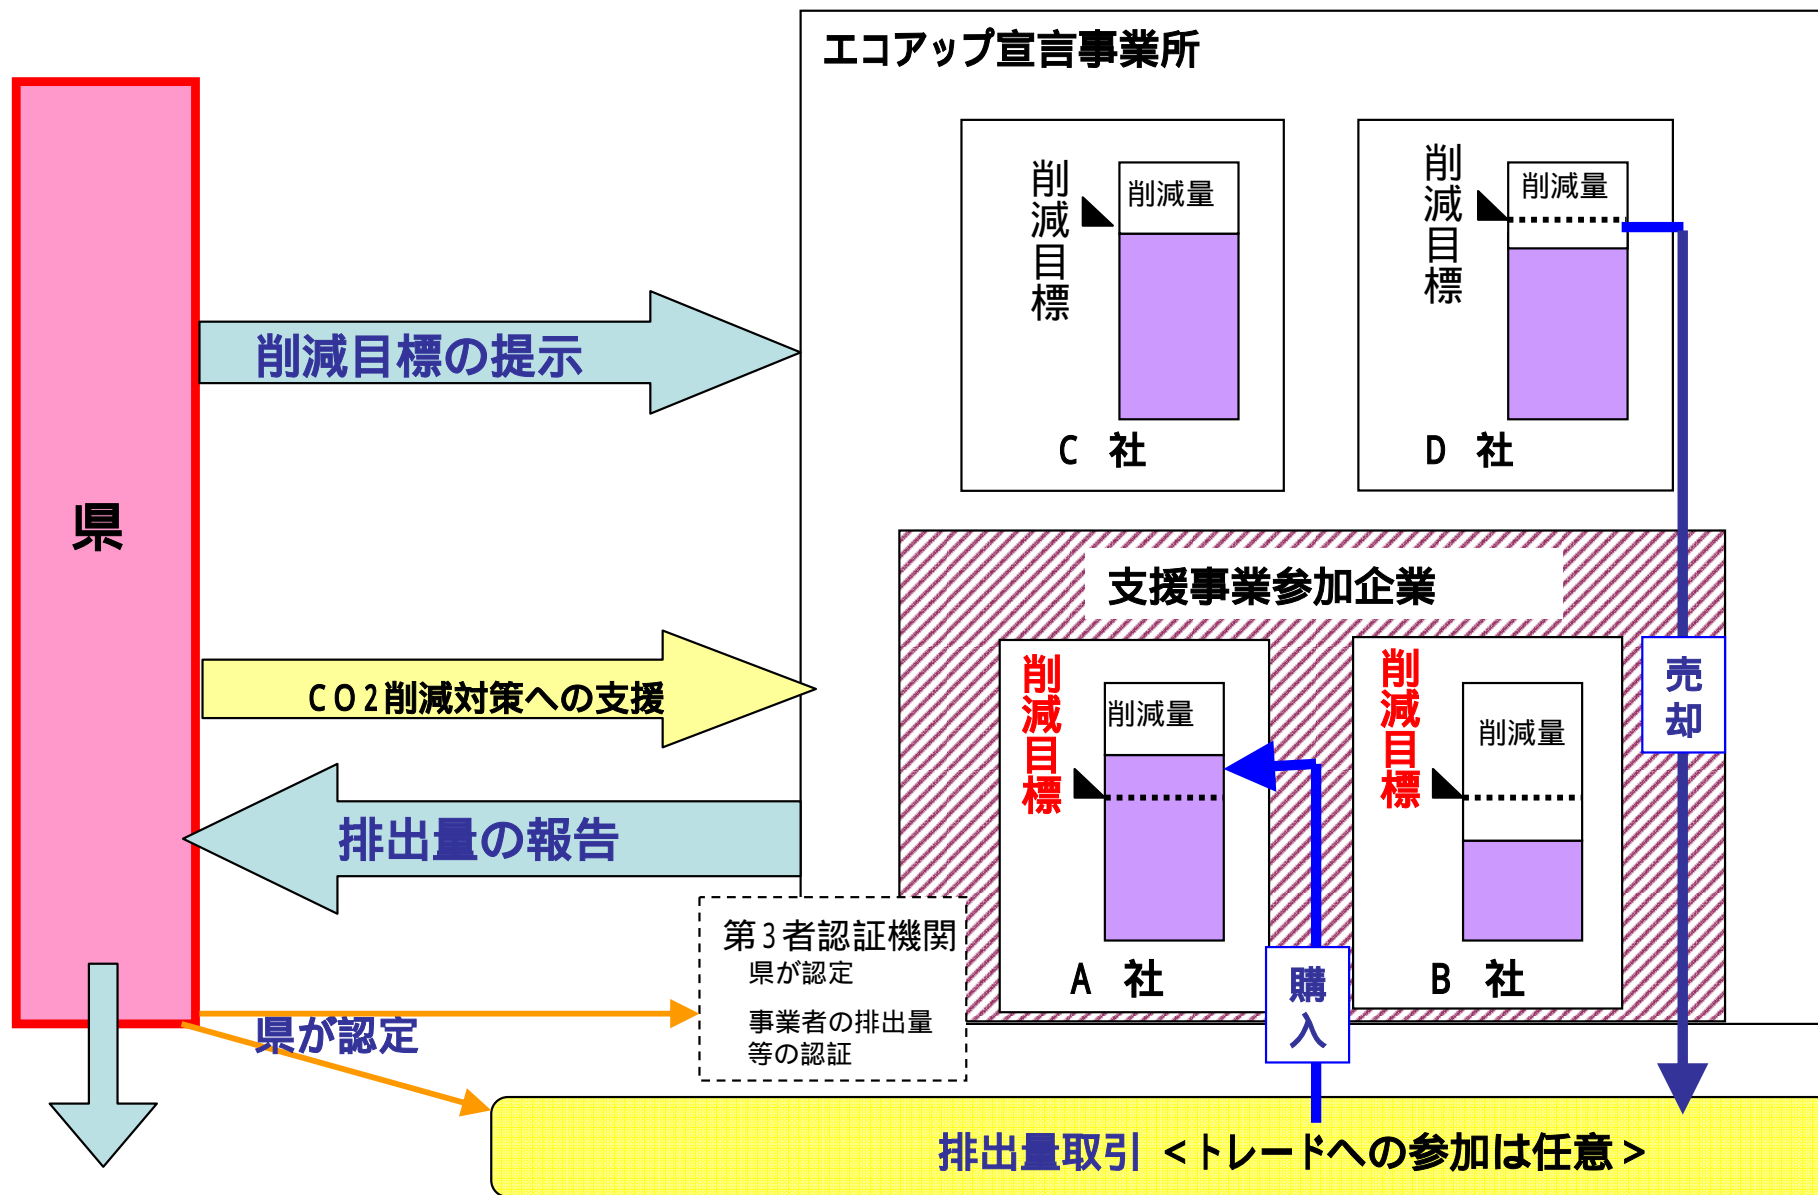 エコアップ宣言事業所
県
削減目標の提示
CO2削減対策への支援
排出量の報告
削減目標
削減量
C 社
削減目標
削減量
D 社
支援事業参加企業
削減目標
削減量
A 社
削減目標
削減量
B 社
売却
購入
第3者認証機関
県が認定
事業者の排出量
等の認証
県が認定
排出量取引 <トレードへの参加は任意>